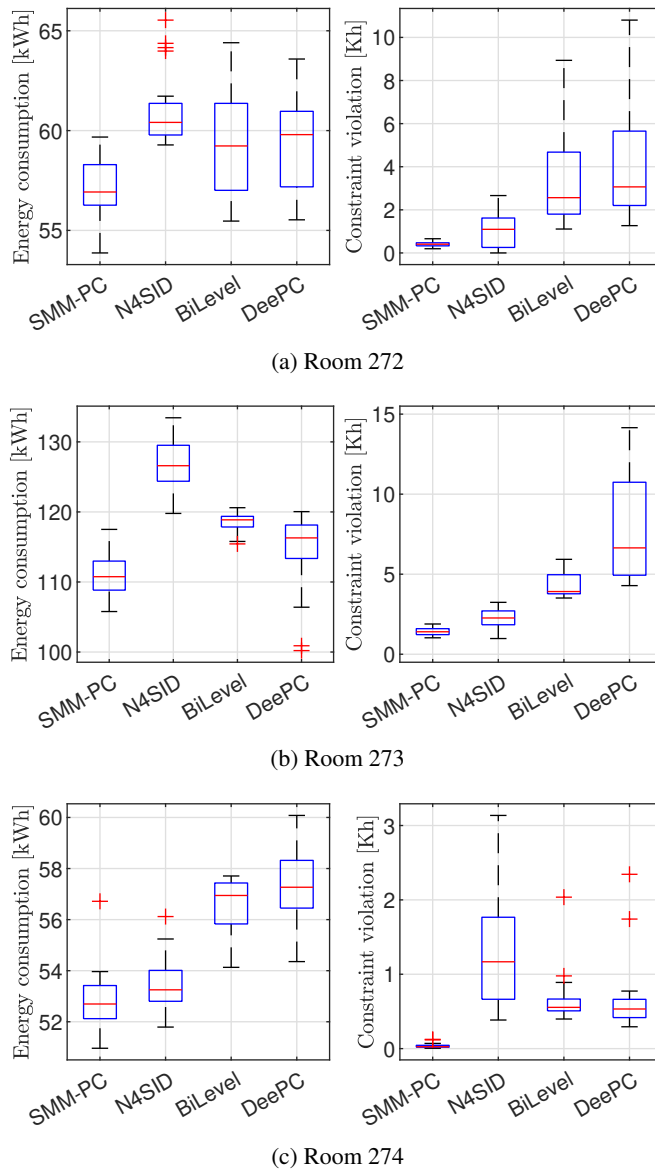 Energy consumption [kWh]
65
60
55
SMM-PC
N4SID
BiLevel
DeePC
Constraint violation [Kh]
10
8
6
4
2
0
SMM-PC
N4SID
BiLevel
DeePC
(a) Room 272
Energy consumption [kWh]
130
120
110
100
SMM-PC
N4SID
BiLevel
DeePC
Constraint violation [Kh]
15
10
5
0
SMM-PC
N4SID
BiLevel
DeePC
(b) Room 273
Energy consumption [kWh]
60
58
56
54
52
SMM-PC
N4SID
BiLevel
DeePC
Constraint violation [Kh]
3
2
1
0
SMM-PC
N4SID
BiLevel
DeePC
(c) Room 274